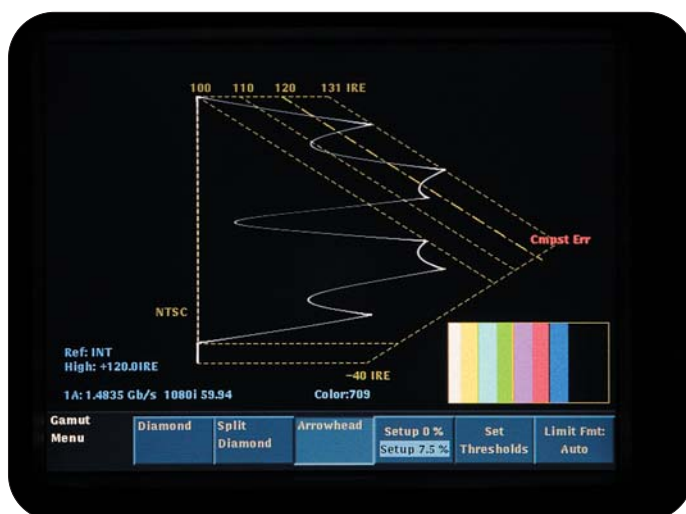 100 110 120 131 IRE
Cmpst Err
NTSC
-40 IRE
Ref: INT
High: +120.0IRE
1A: 1.4835 Gb/s 1080i 59.94 Color:709
Gamut Menu
Diamond
Split Diamond
Arrowhead
Setup 0 %
Setup 7.5 %
Set Thresholds
Limit Fmt: Auto